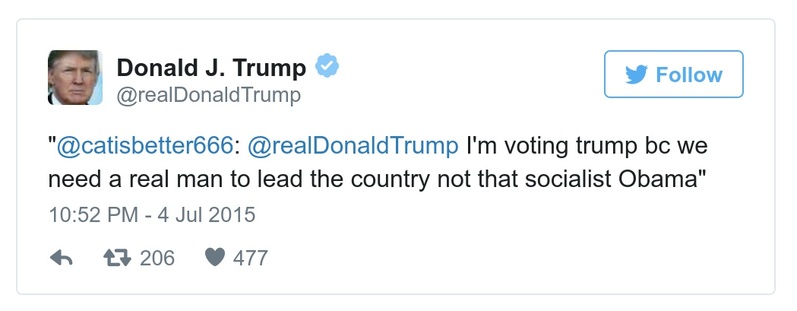 Donald J. Trump
Follow
@realDonaldTrump
"@catisbetter666: @realDonaldTrump I'm voting trump bc we
need a real man to lead the country not that socialist Obama"
10:52 PM - 4 Jul 2015
206 477